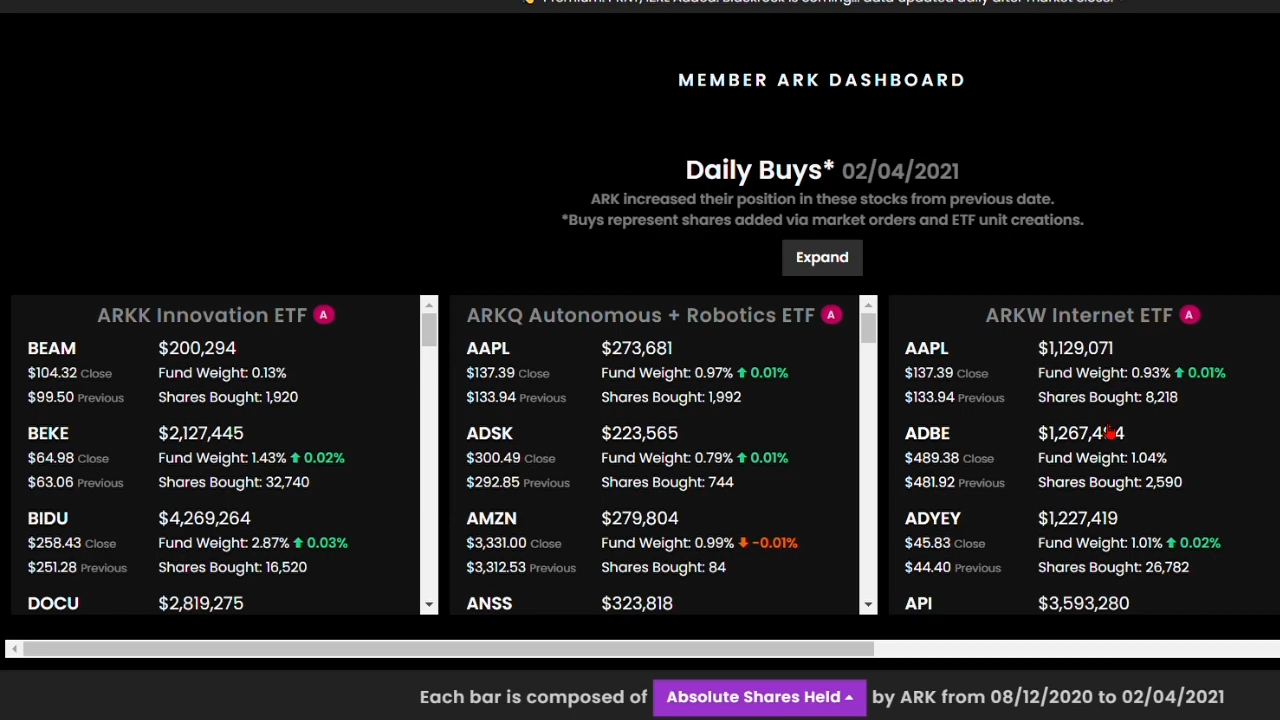 MEMBER ARK DASHBOARD
Daily Buys* 02/04/2021
ARK increased their position in these stocks from previous date.
*Buys represent shares added via market orders and ETF unit creations.
Expand
ARKK Innovation ETF A
BEAM $200,294
$104.32 Close Fund Weight: 0.13%
$99.50 Previous Shares Bought: 1,920
BEKE $2,127,445
$64.98 Close Fund Weight: 1.43% 0.02%
$63.06 Previous Shares Bought: 32,740
BIDU $4,269,264
$258.43 Close Fund Weight: 2.87% 0.03%
$251.28 Previous Shares Bought: 16,520
DOCU $2,819,275
ARKQ Autonomous + Robotics ETF A
AAPL $273,681
$137.39 Close Fund Weight: 0.97% 0.01%
$133.94 Previous Shares Bought: 1,992
ADSK $223,565
$300.49 Close Fund Weight: 0.79% 0.01%
$292.85 Previous Shares Bought: 744
AMZN $279,804
$3,331.00 Close Fund Weight: 0.99% -0.01%
$3,312.53 Previous Shares Bought: 84
ANSS $323,818
ARKW Internet ETF A
AAPL $1,129,071
$137.39 Close Fund Weight: 0.93% 0.01%
$133.94 Previous Shares Bought: 8,218
ADBE
$489.38 Close Fund Weight: 1.04%
$481.92 Previous Shares Bought: 2,590
ADYEY $1,227,419
$45.83 Close Fund Weight: 1.01% 0.02%
$44.40 Previous Shares Bought: 26,782
API $3,593,280
Each bar is composed of Absolute Shares Held by ARK from 08/12/2020 to 02/04/2021